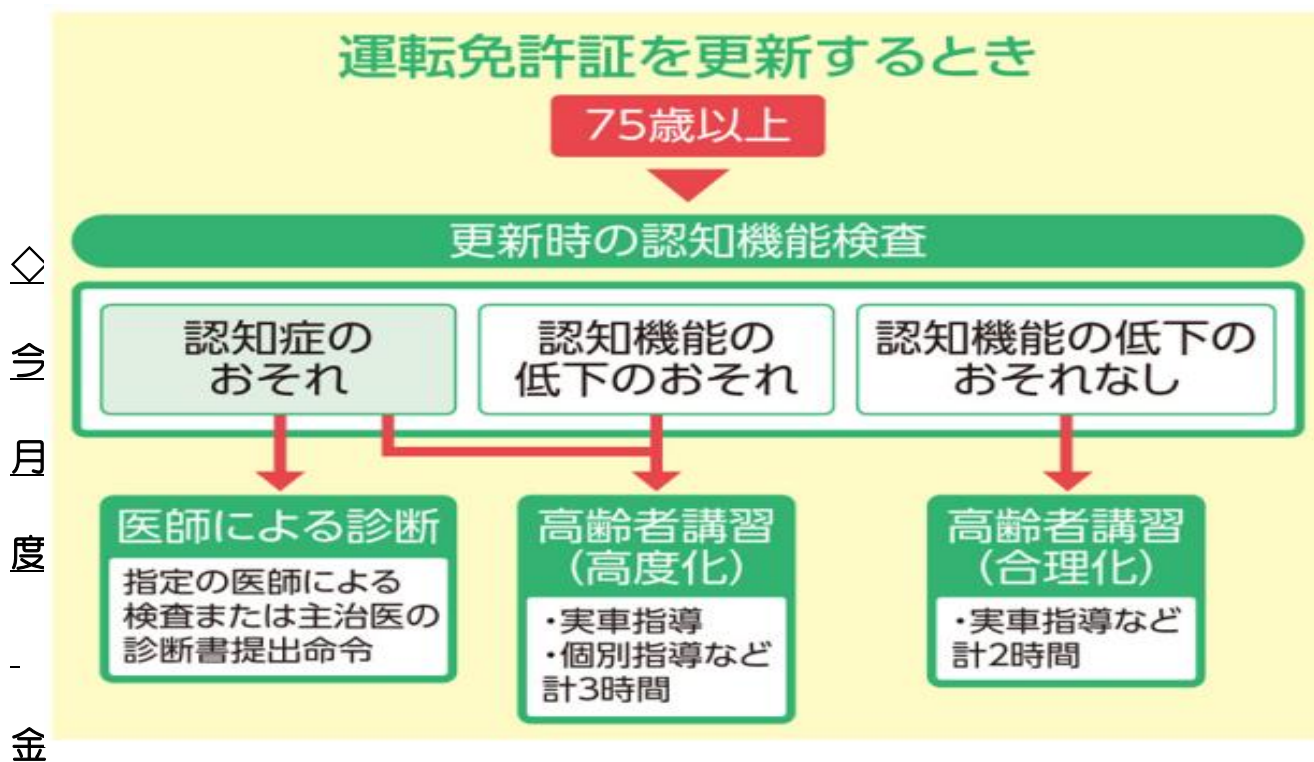 運転免許証を更新するとき
75歳以上
更新時の認知機能検査
認知症の
おそれ
認知機能の
低下のおそれ
認知機能の低下の
おそれなし
医師による診断
指定の医師による
検査または主治医の
診断書提出命令
高齢者講習
(高度化)
・実車指導
・個別指導など
計3時間
高齢者講習
(合理化)
・実車指導など
計2時間
◇今月度 金